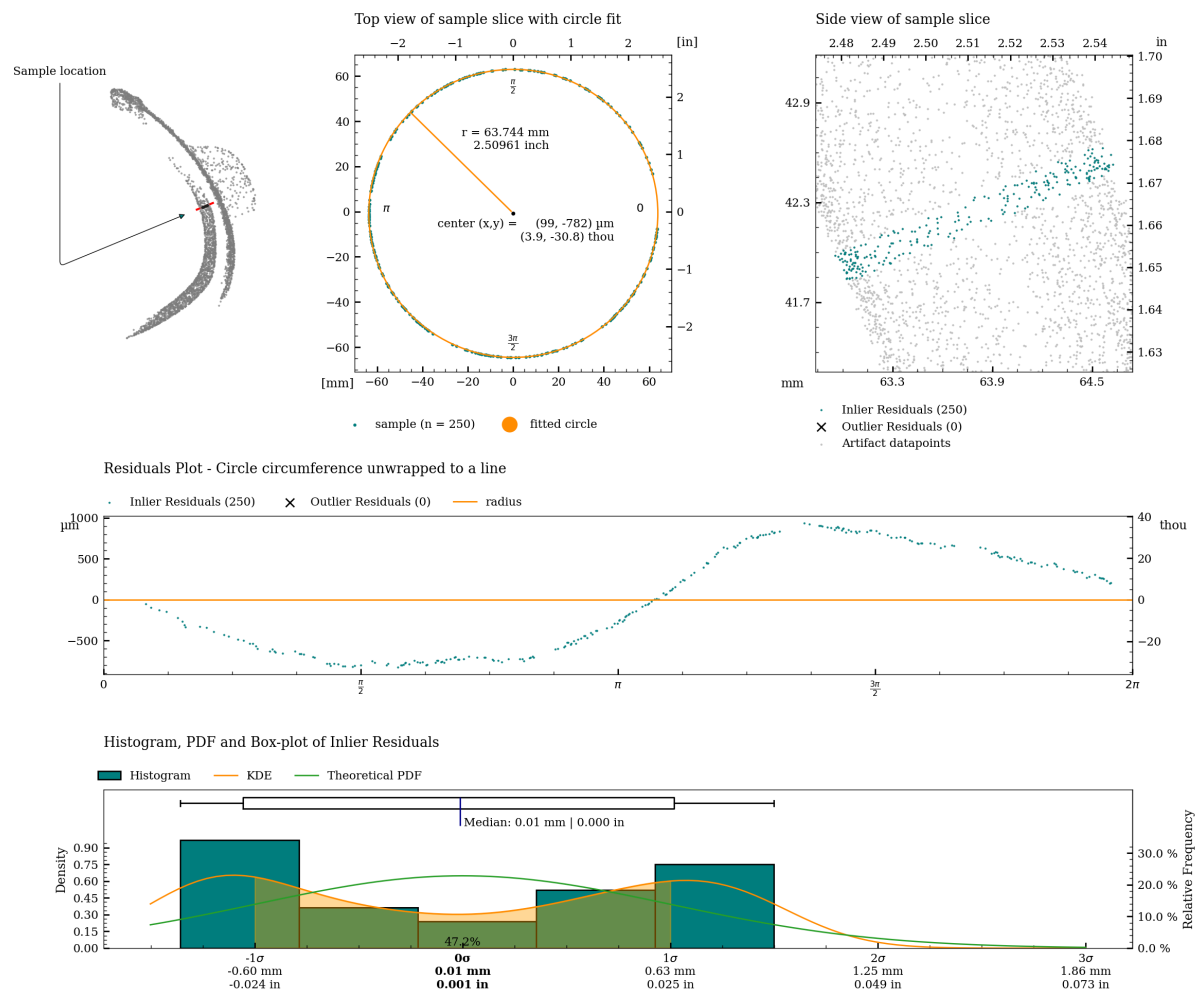 Sample location
Top view of sample slice with circle fit
−2 −1 0 1 2 [in]
60 40 20 0 −20 −40 −60
2 1 0 −1 −2
π/2
r = 63.744 mm
2.50961 inch
π 0
center (x,y) = (99, -782) µm
(3.9, -30.8) thou
3π/2
[mm] −60 −40 −20 0 20 40 60
sample (n = 250) fitted circle
Side view of sample slice
2.48 2.49 2.50 2.51 2.52 2.53 2.54 in
42.9 42.3 41.7
1.70 1.69 1.68 1.67 1.66 1.65 1.64 1.63
mm 63.3 63.9 64.5
Inlier Residuals (250)
Outlier Residuals (0)
Artifact datapoints
Residuals Plot - Circle circumference unwrapped to a line
Inlier Residuals (250) Outlier Residuals (0) radius
µm 1000 500 0 −500
40 20 0 −20 thou
0 π/2 π 3π/2 2π
Histogram, PDF and Box-plot of Inlier Residuals
Histogram KDE Theoretical PDF
Median: 0.01 mm | 0.000 in
Density
0.90 0.75 0.60 0.45 0.30 0.15 0.00
30.0 % 20.0 % 10.0 % 0.0 %
Relative Frequency
47.2%
-1σ 0σ 1σ 2σ 3σ
-0.60 mm 0.01 mm 0.63 mm 1.25 mm 1.86 mm
-0.024 in 0.001 in 0.025 in 0.049 in 0.073 in